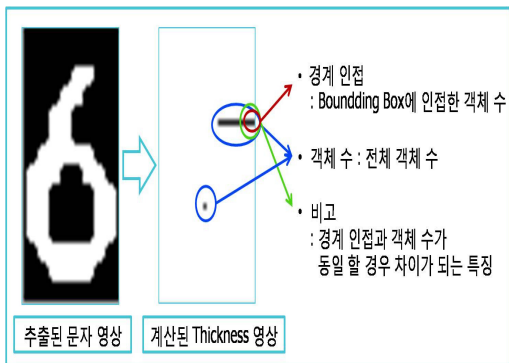 • 경계 인접
: Boundding Box에 인접한 객체 수
• 객체 수 : 전체 객체 수
• 비고
: 경계 인접과 객체 수가
동일 할 경우 차이가 되는 특징
추출된 문자 영상
계산된 Thickness 영상